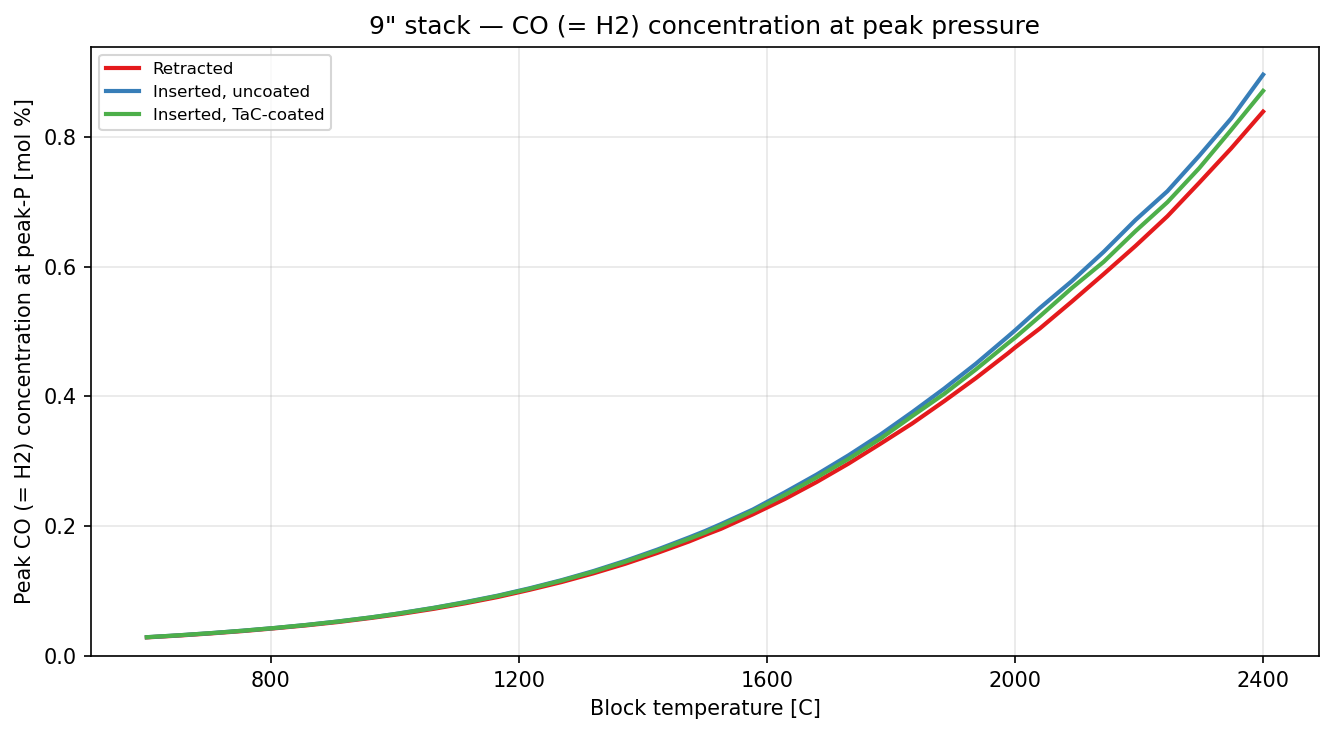 9" stack — CO (= H2) concentration at peak pressure
Retracted
Inserted, uncoated
Inserted, TaC-coated
Peak CO (= H2) concentration at peak-P [mol %]
0.8
0.6
0.4
0.2
0.0
800 1200 1600 2000 2400
Block temperature [C]